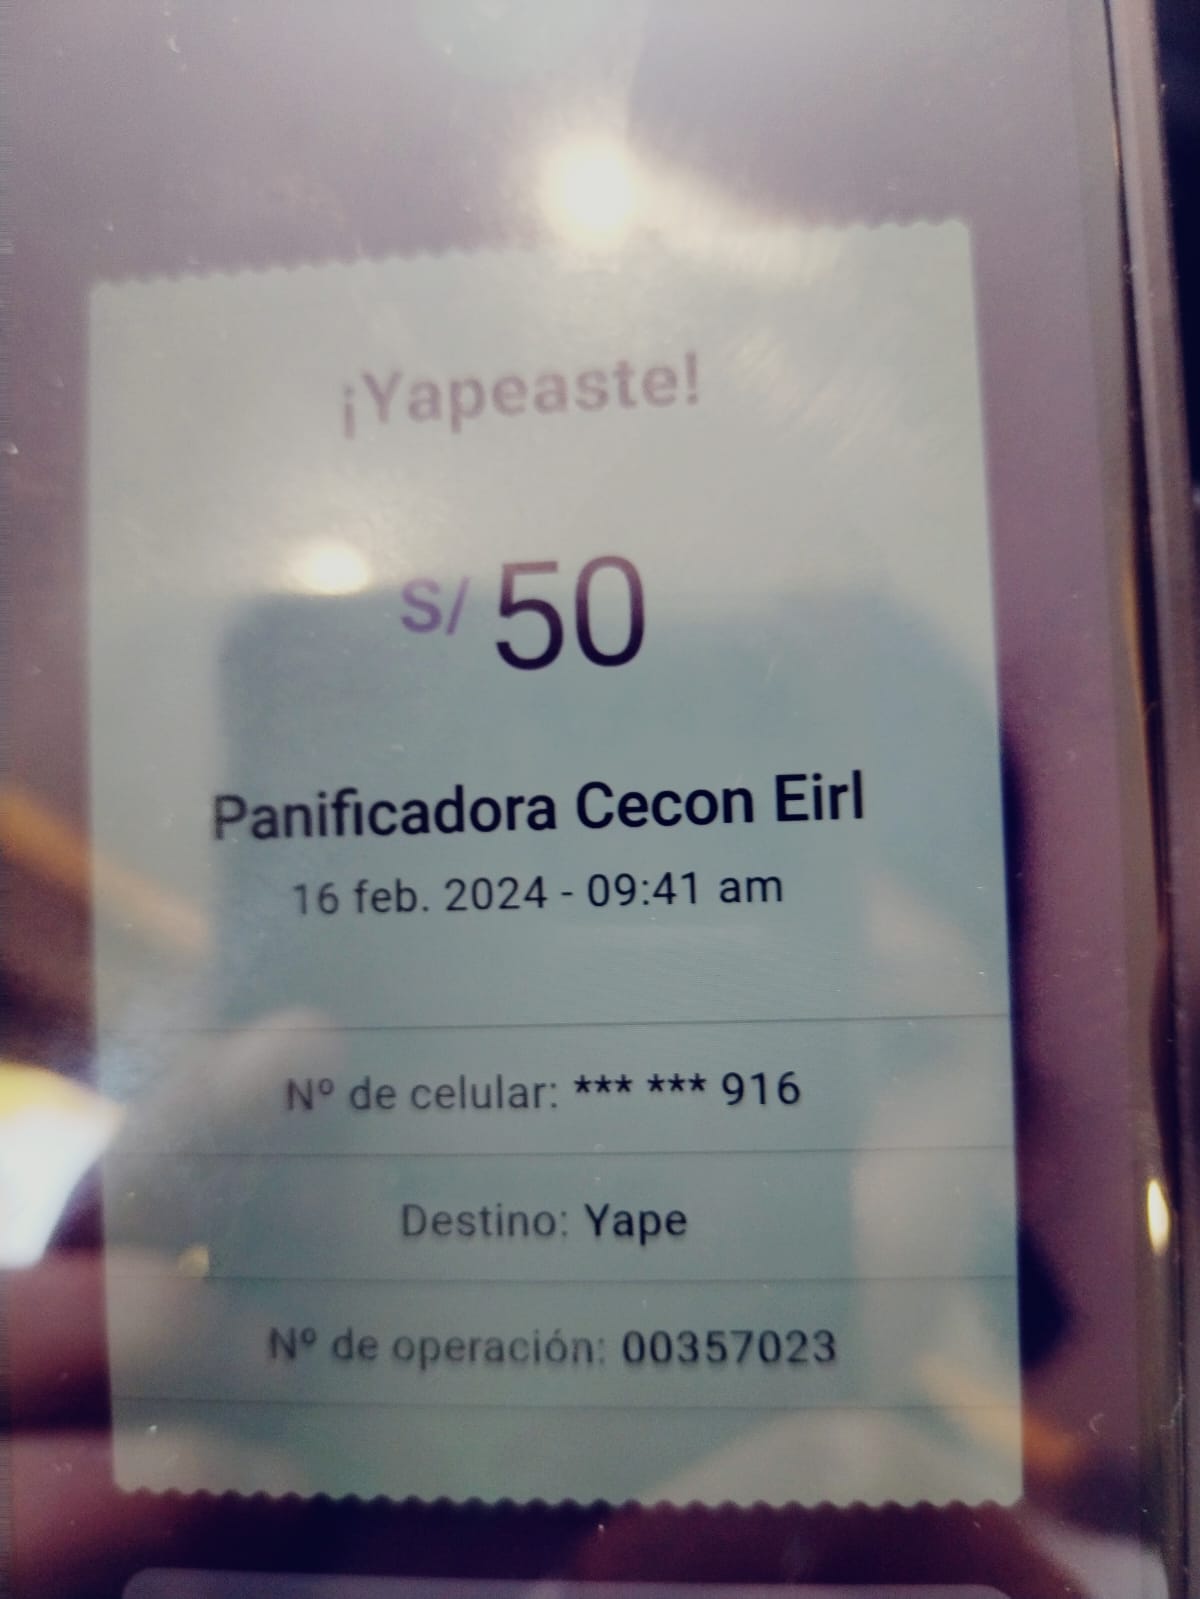 ¡Yapeaste!
S/ 50
Panificadora Cecon Eirl
16 feb. 2024 - 09:41 am
Nº de celular: *** *** 916
Destino: Yape
Nº de operación: 00357023